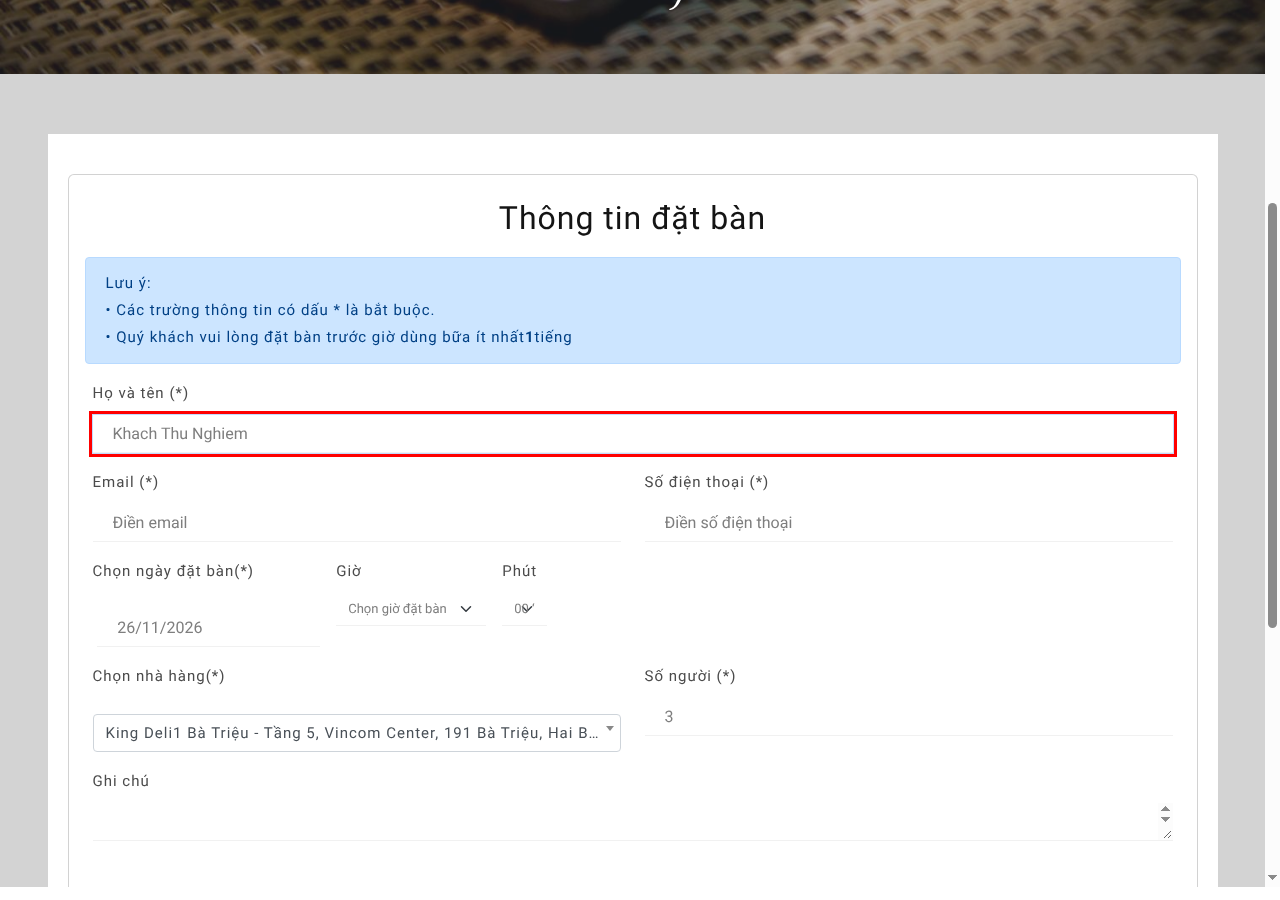 Thông tin đặt bàn
Lưu ý:
• Các trường thông tin có dấu * là bắt buộc.
• Quý khách vui lòng đặt bàn trước giờ dùng bữa ít nhất1tiếng
Họ và tên (*)
Khach Thu Nghiem
Email (*) Số điện thoại (*)
Điền email Điền số điện thoại
Chọn ngày đặt bàn(*) Giờ Phút
Chọn giờ đặt bàn 00
26/11/2026
Chọn nhà hàng(*) Số người (*)
3
King Deli1 Bà Triệu - Tầng 5, Vincom Center, 191 Bà Triệu, Hai B...
Ghi chú